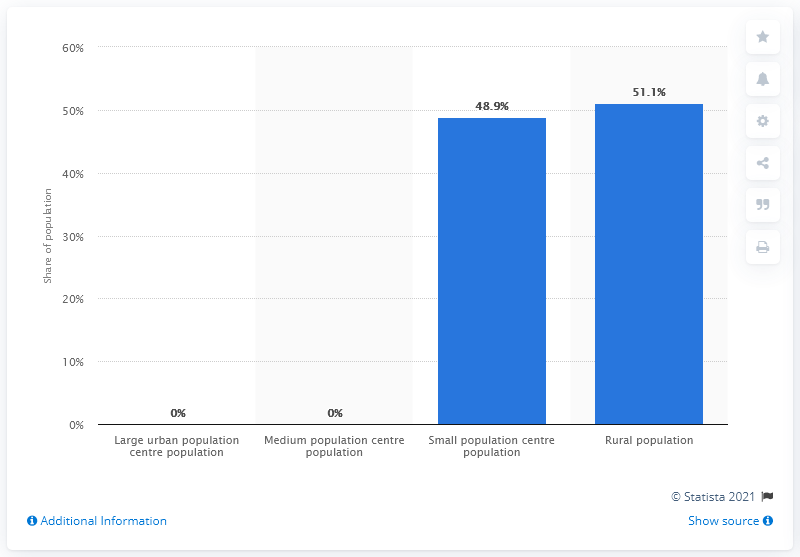 60%
50%
40%
30%
20%
10%
0%
Share of population
0%
0%
48.9%
51.1%
Large urban population
centre population
Medium population centre
population
Small population centre
population
Rural population
© Statista 2021
Additional Information
Show source